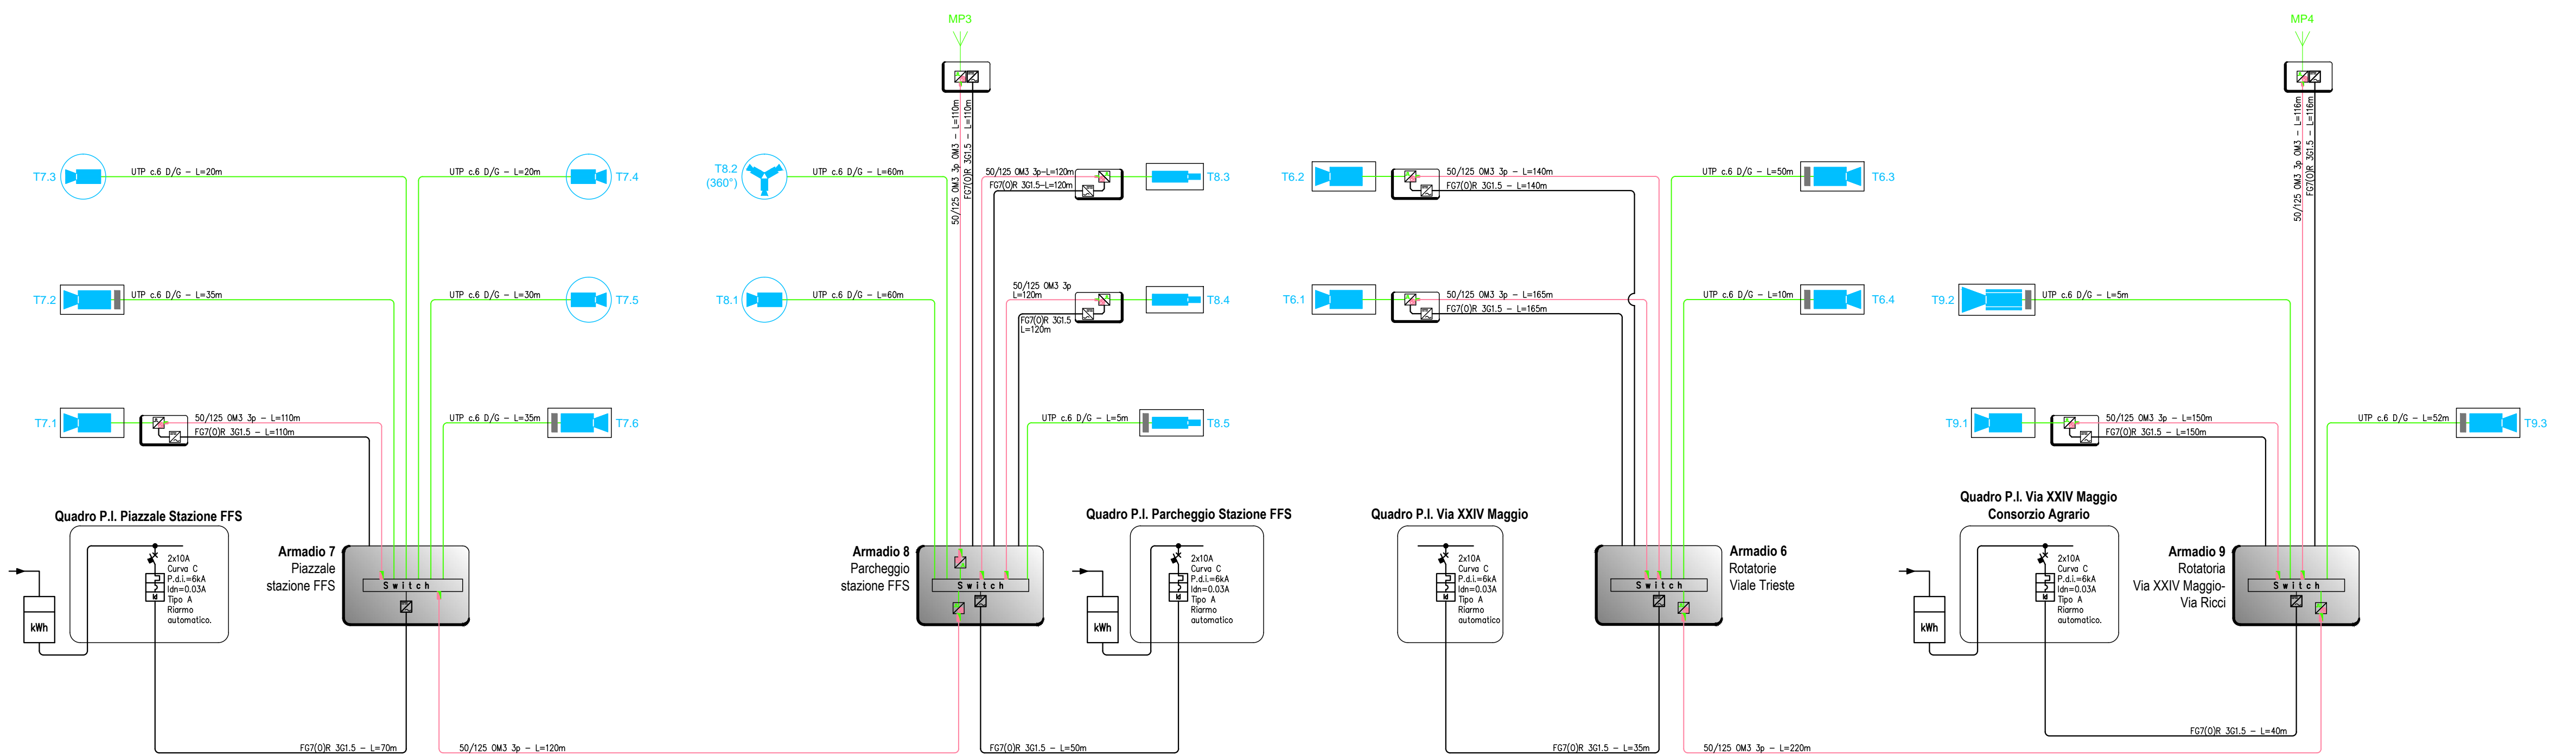 MP3
MP4
50/125 OM3 3p OM3 - L=110m
FG7(O)R 3G1.5 - L=110m
50/125 OM3 3p OM3 - L=116m
FG7(O)R 3G1.5 - L=116m
T7.3
UTP c.6 D/G - L=20m
UTP c.6 D/G - L=20m
T7.4
T8.2
(360°)
UTP c.6 D/G - L=60m
50/125 OM3 3p-L=120m
FG7(O)R 3G1.5-L=120m
T8.3
T6.2
50/125 OM3 3p - L=140m
FG7(O)R 3G1.5 - L=140m
UTP c.6 D/G - L=50m
T6.3
T7.2
UTP c.6 D/G - L=35m
UTP c.6 D/G - L=30m
T7.5
T8.1
UTP c.6 D/G - L=60m
50/125 OM3 3p
L=120m
FG7(O)R 3G1.5
L=120m
T8.4
T6.1
50/125 OM3 3p - L=165m
FG7(O)R 3G1.5 - L=165m
UTP c.6 D/G - L=10m
T6.4
T9.2
UTP c.6 D/G - L=5m
T7.1
50/125 OM3 3p - L=110m
FG7(O)R 3G1.5 - L=110m
UTP c.6 D/G - L=35m
T7.6
UTP c.6 D/G - L=5m
T8.5
T9.1
50/125 OM3 3p - L=150m
FG7(O)R 3G1.5 - L=150m
UTP c.6 D/G - L=52m
T9.3
Quadro P.I. Piazzale Stazione FFS
2x10A
Curva C
P.d.i.=6kA
Idn=0.03A
Tipo A
Riarmo
automatico.
Id
kWh
Armadio 7
Piazzale
stazione FFS
Switch
FG7(O)R 3G1.5 - L=70m
50/125 OM3 3p - L=120m
Armadio 8
Parcheggio
stazione FFS
Switch
Quadro P.I. Parcheggio Stazione FFS
2x10A
Curva C
P.d.i.=6kA
Idn=0.03A
Tipo A
Riarmo
automatico
Id
kWh
FG7(O)R 3G1.5 - L=50m
Quadro P.I. Via XXIV Maggio
2x10A
Curva C
P.d.i.=6kA
Idn=0.03A
Tipo A
Riarmo
automatico
Id
Switch
Armadio 6
Rotatorie
Viale Trieste
FG7(O)R 3G1.5 - L=35m
50/125 OM3 3p - L=220m
Quadro P.I. Via XXIV Maggio
Consorzio Agrario
2x10A
Curva C
P.d.i.=6kA
Idn=0.03A
Tipo A
Riarmo
automatico.
Id
kWh
Armadio 9
Rotatoria
Via XXIV Maggio-
Via Ricci
Switch
FG7(O)R 3G1.5 - L=40m